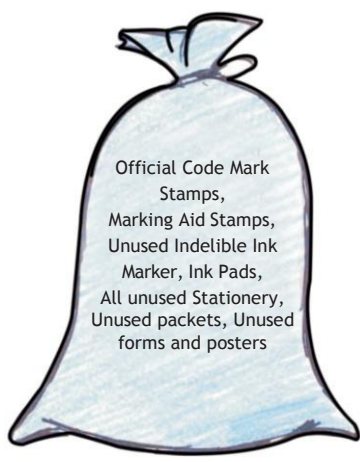 Official Code Mark
Stamps,
Marking Aid Stamps,
Unused Indelible Ink
Marker, Ink Pads,
All unused Stationery,
Unused packets, Unused
forms and posters